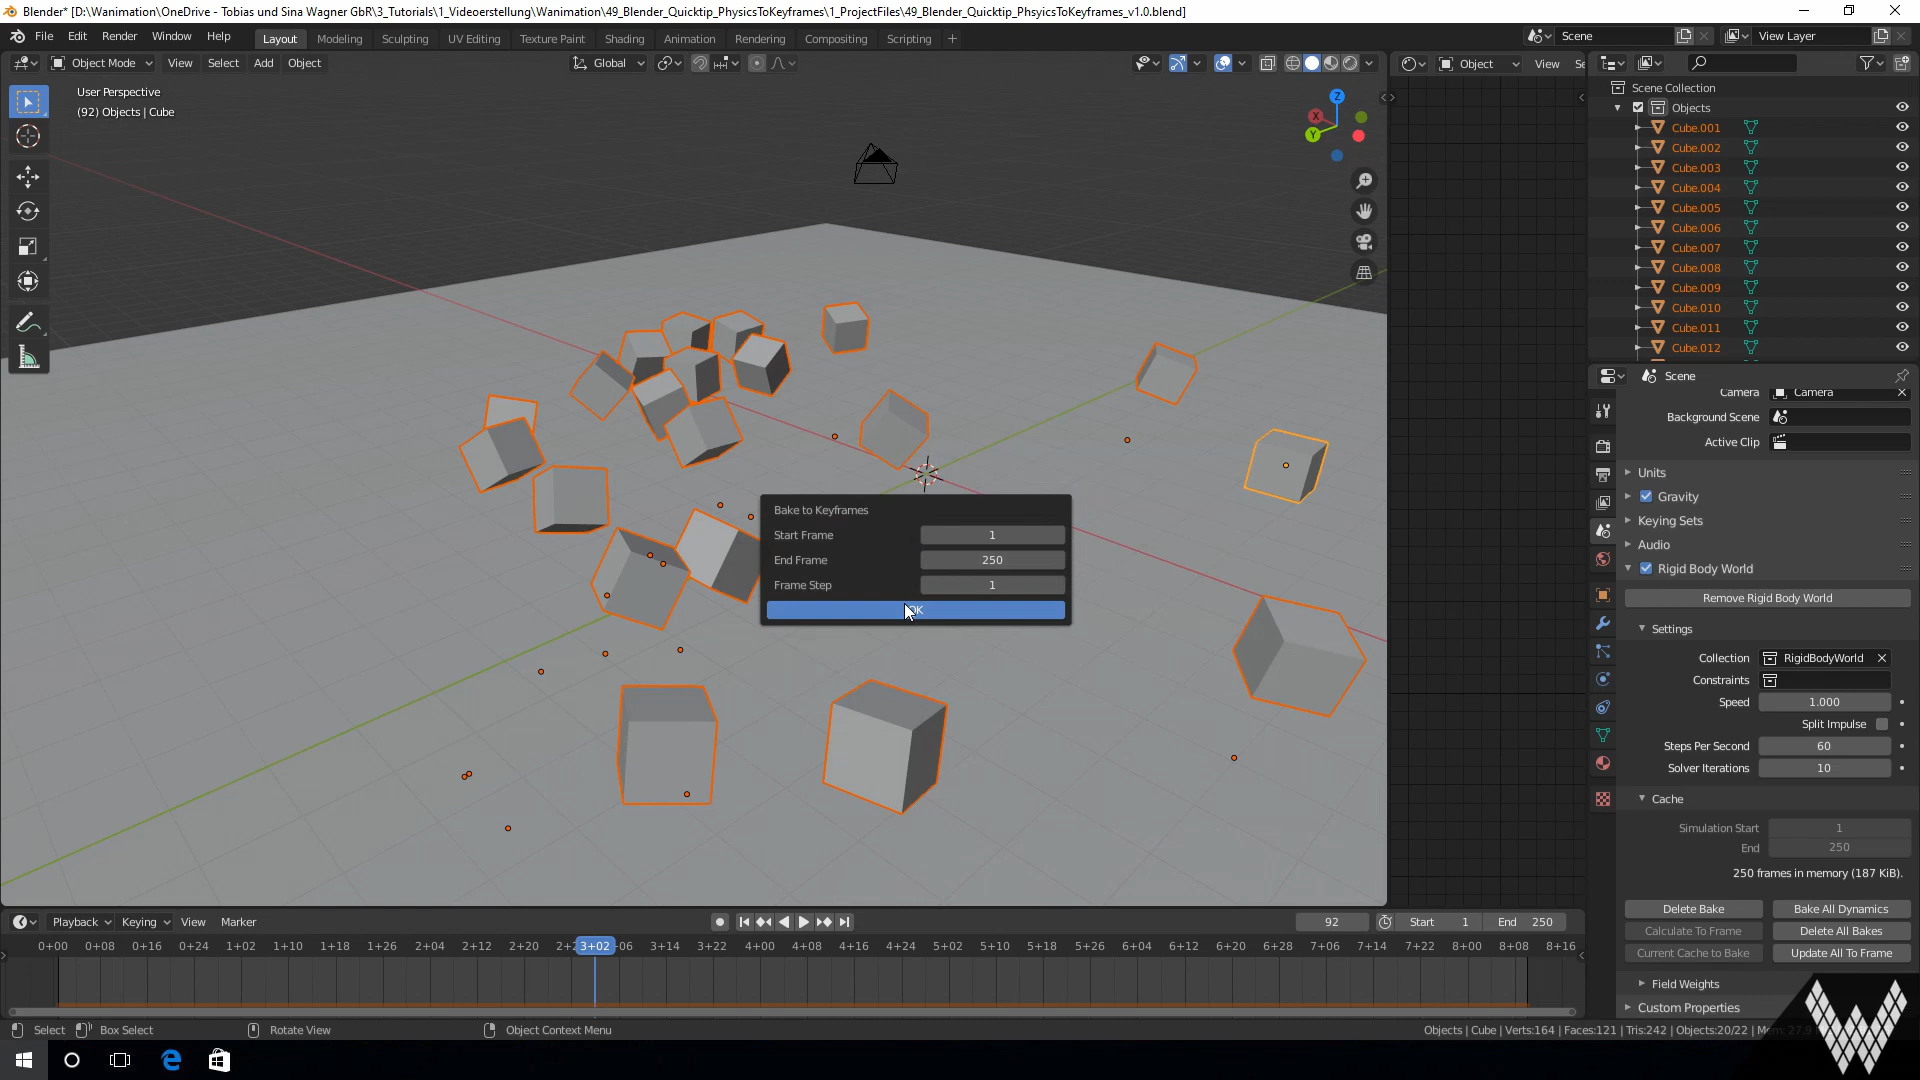 Blender* [D:\Wanimation\OneDrive - Tobias und Sina Wagner GbR\3_Tutorials\1_Videoerstellung\Wanimation\49_Blender_Quicktip_PhysicsToKeyframes\1_ProjectFiles\49_Blender_Quicktip_PhsyicsToKeyframes_v1.0.blend]
File Edit Render Window Help Layout Modeling Sculpting UV Editing Texture Paint Shading Animation Rendering Compositing Scripting Scene View Layer
Object Mode View Select Add Object Global Object View Se
User Perspective
(92) Objects | Cube
Z
X
Y
Scene Collection
Objects
Cube.001
Cube.002
Cube.003
Cube.004
Cube.005
Cube.006
Cube.007
Cube.008
Cube.009
Cube.010
Cube.011
Cube.012
Scene
Camera Camera
Background Scene
Active Clip
Units
Gravity
Keying Sets
Audio
Rigid Body World
Remove Rigid Body World
Settings
Collection RigidBodyWorld
Constraints
Speed 1.000
Split Impulse
Steps Per Second 60
Solver Iterations 10
Cache
Simulation Start 1
End 250
250 frames in memory (187 KiB).
Delete Bake Bake All Dynamics
Calculate To Frame Delete All Bakes
Current Cache to Bake Update All To Frame
Field Weights
Custom Properties
Bake to Keyframes
Start Frame 1
End Frame 250
Frame Step 1
OK
Playback Keying View Marker 92 Start 1 End 250
0+00 0+08 0+16 0+24 1+02 1+10 1+18 1+26 2+04 2+12 2+20 3+02 3+14 3+22 4+00 4+08 4+16 4+24 5+02 5+10 5+18 5+26 6+04 6+12 6+20 6+28 7+06 7+14 7+22 8+00 8+08 8+16
Select Box Select Rotate View Object Context Menu Objects | Cube | Verts:164 | Faces:121 | Tris:242 | Objects:20/22 | Mem: 27.9